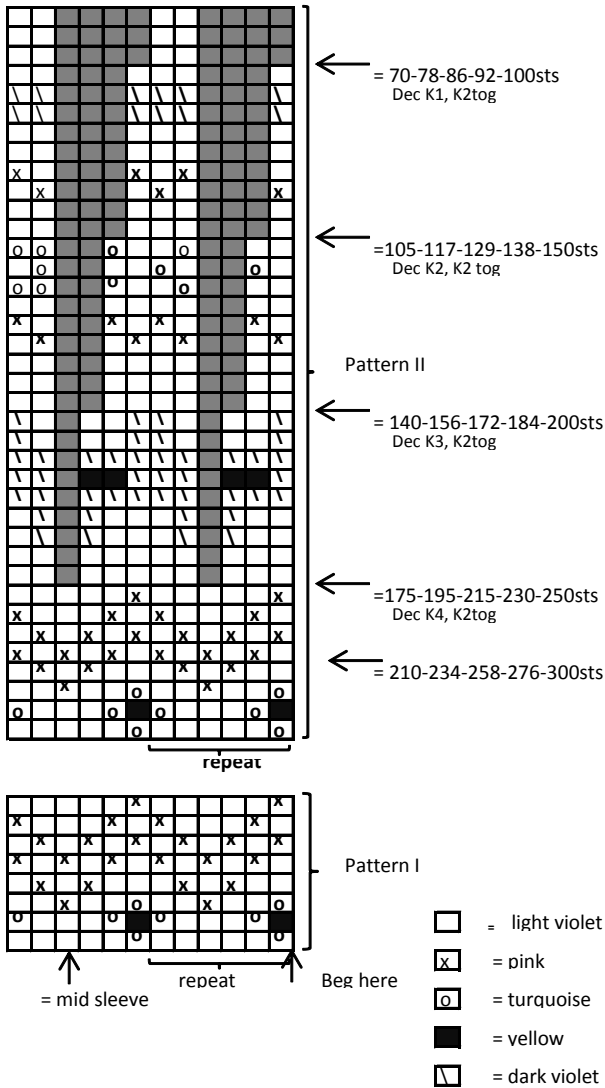 = 70-78-86-92-100sts
Dec K1, K2tog
=105-117-129-138-150sts
Dec K2, K2 tog
Pattern II
= 140-156-172-184-200sts
Dec K3, K2tog
=175-195-215-230-250sts
Dec K4, K2tog
= 210-234-258-276-300sts
repeat
Pattern I
repeat
Beg here
= mid sleeve
= light violet
x = pink
o = turquoise
= yellow
\ = dark violet